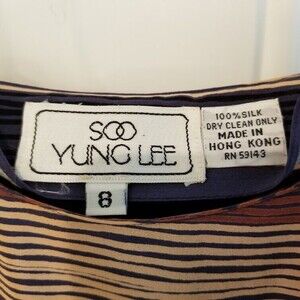 SOO
YUNG LEE
8
100% SILK
DRY CLEAN ONLY
MADE IN
HONG KONG
RN 59143